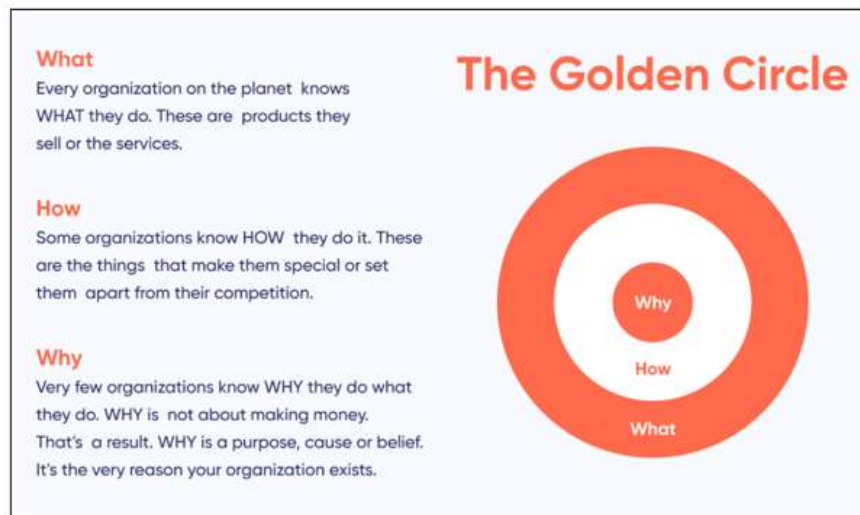 What
Every organization on the planet knows
WHAT they do. These are products they
sell or the services.
How
Some organizations know HOW they do it. These
are the things that make them special or set
them apart from their competition.
Why
Very few organizations know WHY they do what
they do. WHY is not about making money.
That's a result. WHY is a purpose, cause or belief.
It's the very reason your organization exists.
The Golden Circle
Why
How
What